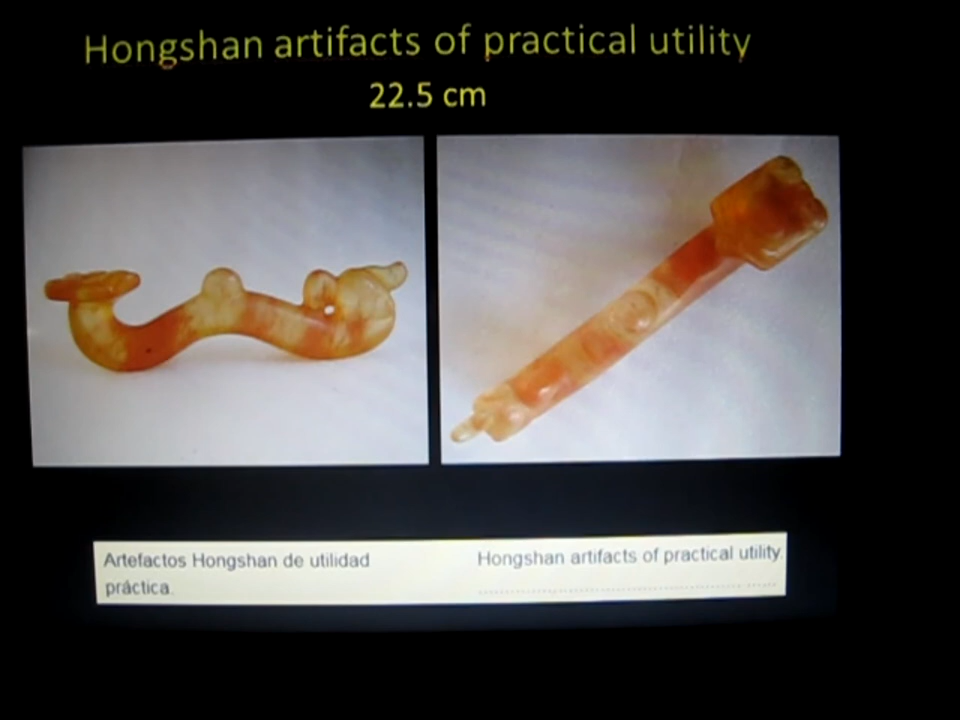 Hongshan artifacts of practical utility
22.5 cm
Artefactos Hongshan de utilidad
práctica.
Hongshan artifacts of practical utility.